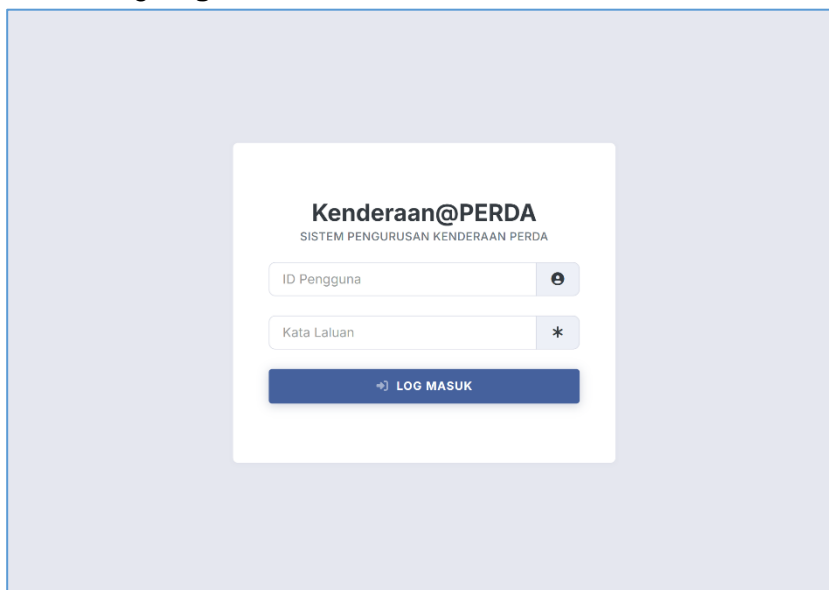 Kenderaan@PERDA
SISTEM PENGURUSAN KENDERAAN PERDA
ID Pengguna
Kata Laluan
LOG MASUK